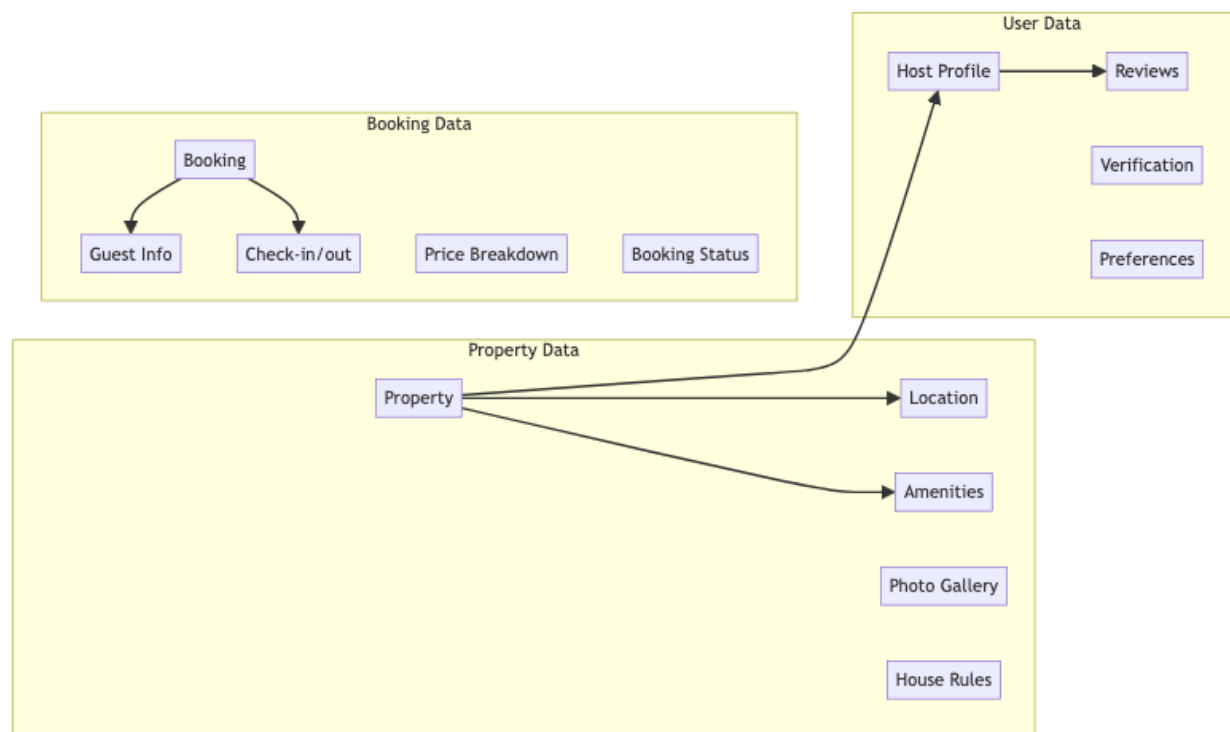 User Data
Host Profile
Reviews
Verification
Preferences
Booking Data
Booking
Guest Info
Check-in/out
Price Breakdown
Booking Status
Property Data
Property
Location
Amenities
Photo Gallery
House Rules